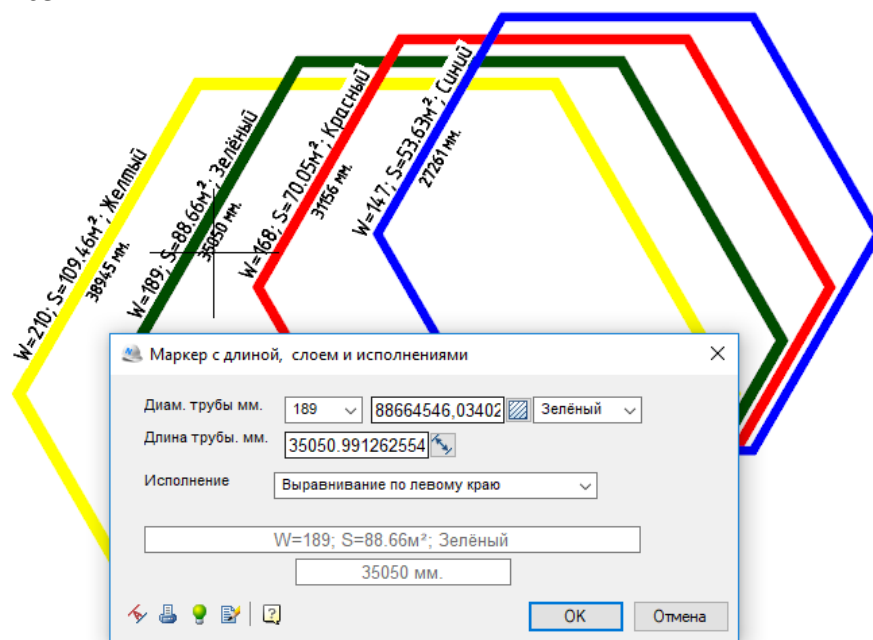 W=210; S=109.46м²; Желтый
38945 мм.
W=189; S=88.66м²; Зелёный
35050 мм.
W=168; S=70.05м²; Красный
31156 мм.
W=147; S=53.63м²; Синий
27261 мм.
Маркер с длиной, слоем и исполнениями
Диам. трубы мм. 189 88664546,03402 Зелёный
Длина трубы. мм. 35050.991262554
Исполнение Выравнивание по левому краю
W=189; S=88.66м²; Зелёный
35050 мм.
OK Отмена